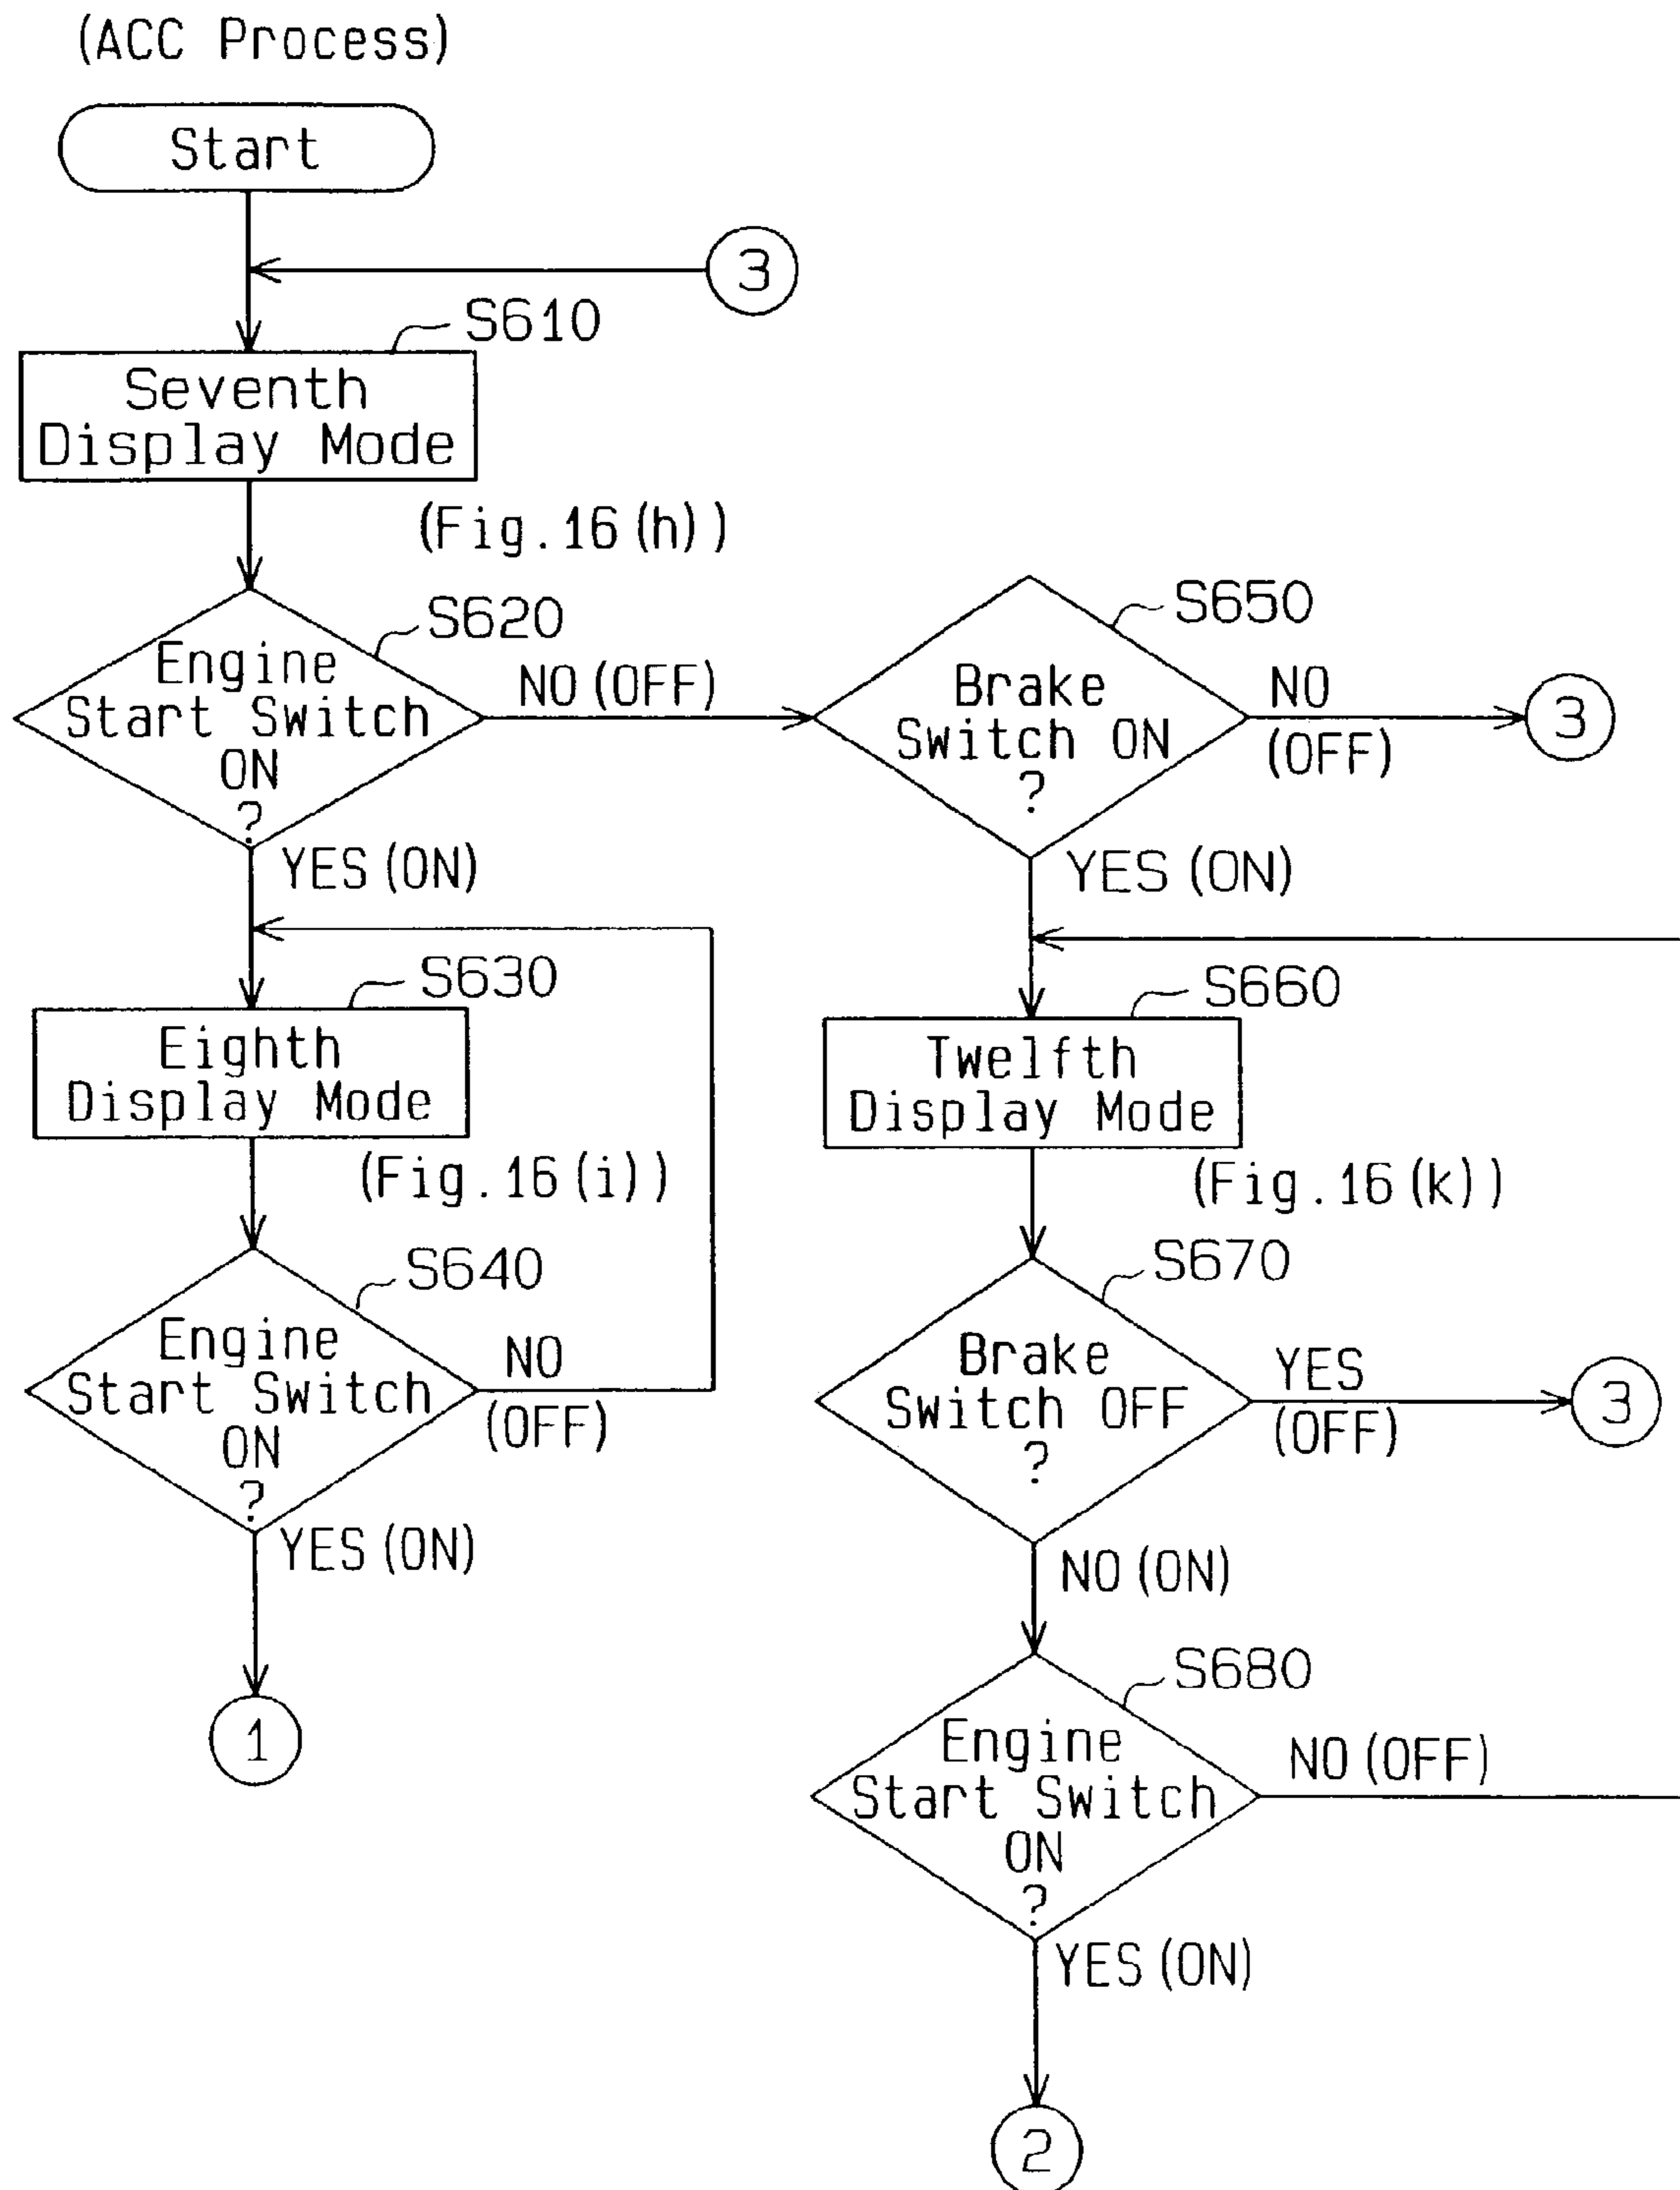 (ACC Process)
Start
3
S610
Seventh
Display Mode
(Fig.16(h))
S620
Engine
Start Switch
ON
?
NO(OFF)
YES(ON)
S650
Brake
Switch ON
?
NO
(OFF)
3
YES(ON)
S630
Eighth
Display Mode
(Fig.16(i))
S660
Twelfth
Display Mode
(Fig.16(k))
S640
Engine
Start Switch
ON
?
NO
(OFF)
YES(ON)
1
S670
Brake
Switch OFF
?
YES
(OFF)
3
NO(ON)
S680
Engine
Start Switch
ON
?
NO(OFF)
YES(ON)
2